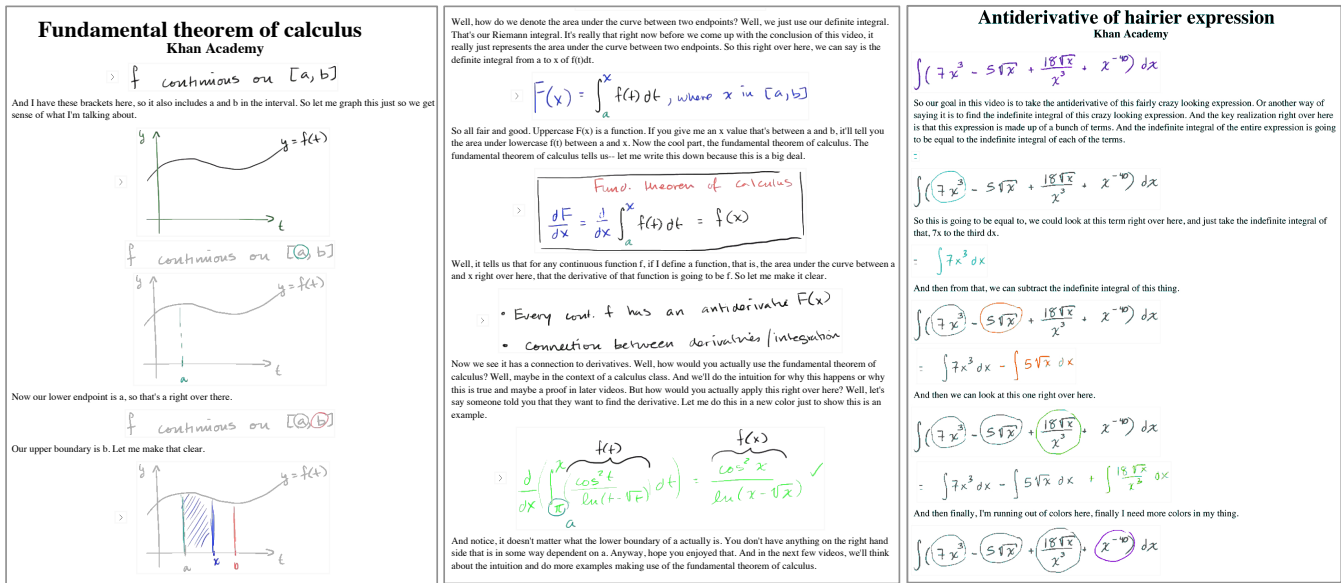 Fundamental theorem of calculus
Khan Academy
f continuous on [a, b]
And I have these brackets here, so it also includes a and b in the interval. So let me graph this just so we get
sense of what I'm talking about.
y
y = f(t)
t
f continuous on [a, b]
y
y = f(t)
a
t
Now our lower endpoint is a, so that's a right over there.
f continuous on [a, b]
Our upper boundary is b. Let me make that clear.
y
y = f(t)
t
a x b
Well, how do we denote the area under the curve between two endpoints? Well, we just use our definite integral.
That's our Riemann integral. It's really that right now before we come up with the conclusion of this video, it
really just represents the area under the curve between two endpoints. So this right over here, we can say is the
definite integral from a to x of f(t)dt.
F(x) = ∫ₐˣ f(t) dt , where x in [a,b]
So all fair and good. Uppercase F(x) is a function. If you give me an x value that's between a and b, it'll tell you
the area under lowercase f(t) between a and x. Now the cool part, the fundamental theorem of calculus. The
fundamental theorem of calculus tells us-- let me write this down because this is a big deal.
Fund. theorem of calculus
dF/dx = d/dx ∫ₐˣ f(t) dt = f(x)
Well, it tells us that for any continuous function f, if I define a function, that is, the area under the curve between a
and x right over here, that the derivative of that function is going to be f. So let me make it clear.
• Every cont. f has an antiderivative F(x)
• Connection between derivatives/integration
Now we see it has a connection to derivatives. Well, how would you actually use the fundamental theorem of
calculus? Well, maybe in the context of a calculus class. And we'll do the intuition for why this happens or why
this is true and maybe a proof in later videos. But how would you actually apply this right over here? Well, let's
say someone told you that they want to find the derivative. Let me do this in a new color just to show this is an
example.
f(t) f(x)
d/dx (∫_π^x (cos² t / ln(t-√t)) dt) = cos² x / ln(x-√x) ✓
a
And notice, it doesn't matter what the lower boundary of a actually is. You don't have anything on the right hand
side that is in some way dependent on a. Anyway, hope you enjoyed that. And in the next few videos, we'll think
about the intuition and do more examples making use of the fundamental theorem of calculus.
Antiderivative of hairier expression
Khan Academy
∫(7x³ - 5√x + 18√x/x³ + x⁻⁴⁰) dx
So our goal in this video is to take the antiderivative of this fairly crazy looking expression. Or another way of
saying it is to find the indefinite integral of this crazy looking expression. And the key realization right over here
is that this expression is made up of a bunch of terms. And the indefinite integral of the entire expression is going
to be equal to the indefinite integral of each of the terms.
=
∫(7x³ - 5√x + 18√x/x³ + x⁻⁴⁰) dx
So this is going to be equal to, we could look at this term right over here, and just take the indefinite integral of
that, 7x to the third dx.
= ∫7x³ dx
And then from that, we can subtract the indefinite integral of this thing.
∫(7x³ - 5√x + 18√x/x³ + x⁻⁴⁰) dx
= ∫7x³ dx - ∫5√x dx
And then we can look at this one right over here.
∫(7x³ - 5√x + 18√x/x³ + x⁻⁴⁰) dx
= ∫7x³ dx - ∫5√x dx + ∫18√x/x³ dx
And then finally, I'm running out of colors here, finally I need more colors in my thing.
∫(7x³ - 5√x + 18√x/x³ + x⁻⁴⁰) dx